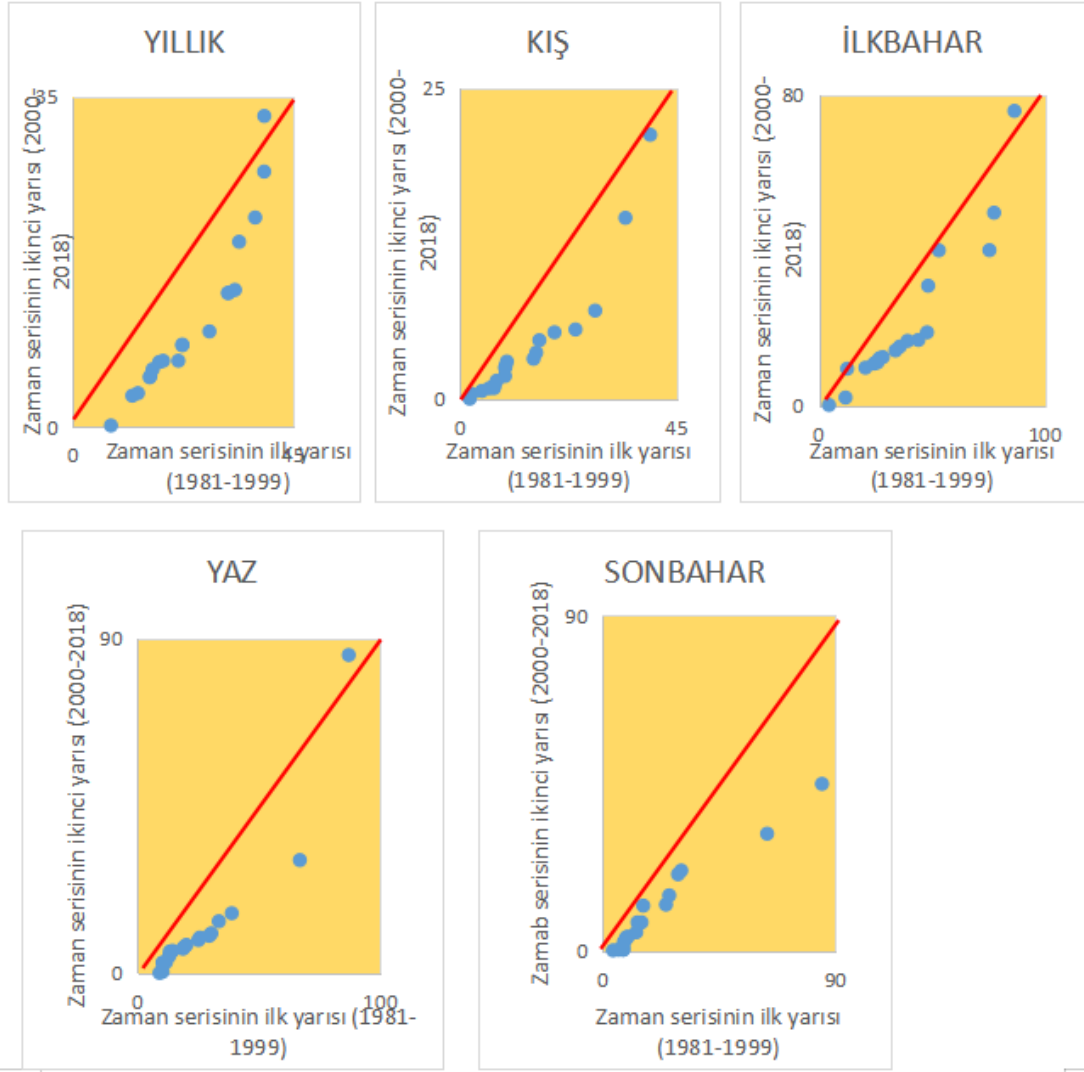 YILLIK
Zaman serisinin ikinci yarısı (2000-
2018)
35
0
0
45
Zaman serisinin ilk yarısı
(1981-1999)
KIŞ
Zaman serisinin ikinci yarısı (2000-
2018)
25
0
0
45
Zaman serisinin ilk yarısı
(1981-1999)
İLKBAHAR
Zaman serisinin ikinci yarısı (2000-
2018)
80
0
0
100
Zaman serisinin ilk yarısı
(1981-1999)
YAZ
Zaman serisinin ikinci yarısı (2000-2018)
90
0
0
100
Zaman serisinin ilk yarısı (1981-
1999)
SONBAHAR
Zamab serisinin ikinci yarısı (2000-2018)
90
0
0
90
Zaman serisinin ilk yarısı
(1981-1999)